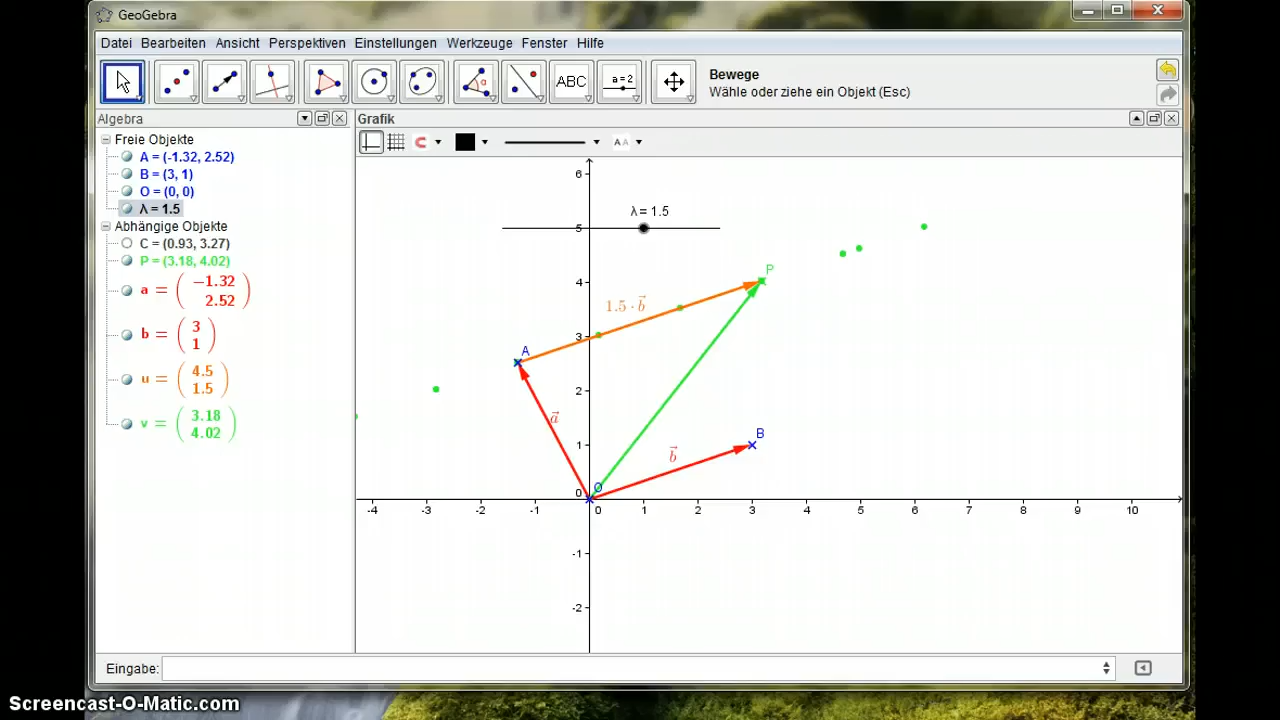 GeoGebra
Datei Bearbeiten Ansicht Perspektiven Einstellungen Werkzeuge Fenster Hilfe
ABC
a = 2
α
Bewege
Wähle oder ziehe ein Objekt (Esc)
Algebra
Grafik
A A
Freie Objekte
A = (-1.32, 2.52)
B = (3, 1)
O = (0, 0)
λ = 1.5
Abhängige Objekte
C = (0.93, 3.27)
P = (3.18, 4.02)
a = ( −1.32
2.52 )
b = ( 3
1 )
u = ( 4.5
1.5 )
v = ( 3.18
4.02 )
λ = 1.5
6
5
4
3
2
1
0
-1
-2
-4 -3 -2 -1 0 1 2 3 4 5 6 7 8 9 10
P
1.5 · b⃗
A
a⃗
B
b⃗
O
Eingabe:
Screencast-O-Matic.com